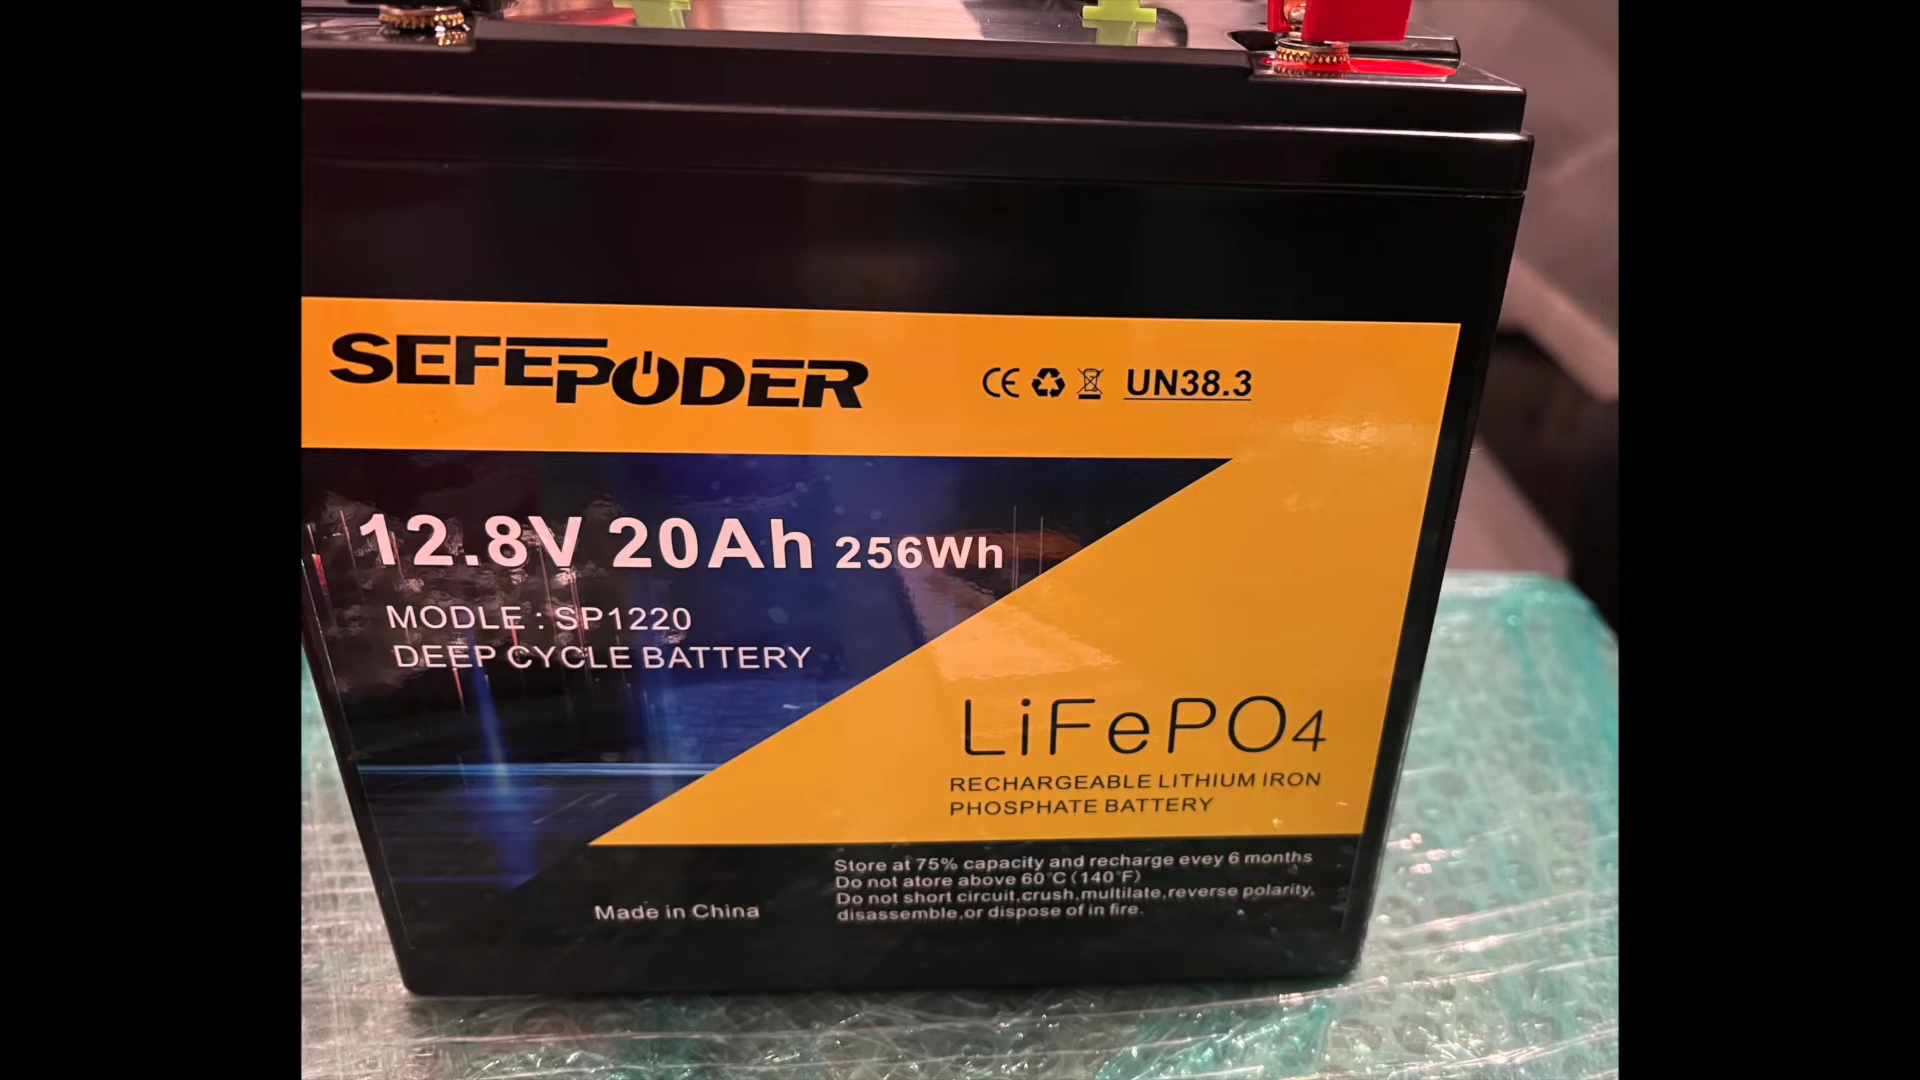 SEFEPODER
CE UN38.3
12.8V 20Ah 256Wh
MODLE : SP1220
DEEP CYCLE BATTERY
LiFePO4
RECHARGEABLE LITHIUM IRON
PHOSPHATE BATTERY
Store at 75% capacity and recharge evey 6 months
Do not atore above 60°C(140°F)
Do not short circuit,crush,multilate,reverse polarity,
disassemble,or dispose of in fire.
Made in China